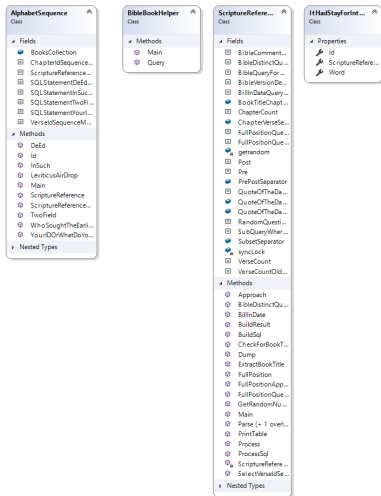 AlphabetSequence
Class
Fields
BooksCollection
ChapterIdSequence...
ScriptureReference...
SQLStatementDeEd...
SQLStatementInSuc...
SQLStatementTwoFi...
SQLStatementYourI...
VerseIdSequenceM...
Methods
DeEd
Id
InSuch
LeviticusAirDrop
Main
ScriptureReference
ScriptureReference...
TwoField
WhoSoughtTheEarli...
YourIDOrWhatDoYo...
Nested Types
BibleBookHelper
Class
Methods
Main
Query
ScriptureRefere...
Class
Fields
BibleComment...
BibleDistinctQu...
BibleQueryFor...
BibleVersionDe...
BillInDateQuery...
BookTitleChapt...
ChapterCount
ChapterVerseSe...
FullPositionQue...
FullPositionQue...
getrandom
Post
Pre
PrePostSeparator
QuoteOfTheDa...
QuoteOfTheDa...
QuoteOfTheDa...
RandomQuesti...
SubQueryWher...
SubsetSeparator
syncLock
VerseCount
VerseCountOld...
Methods
Approach
BibleDistinctQu...
BillInDate
BuildResult
BuildSql
CheckForBookT...
Dump
ExtractBookTitle
FullPosition
FullPositionApp...
FullPositionQue...
GetRandomNu...
Main
Parse (+ 1 overl...
PrintTable
Process
ProcessSql
ScriptureRefere...
SelectVerseIdSe...
Nested Types
ItHadStayForInt...
Class
Properties
Id
ScriptureRefere...
Word